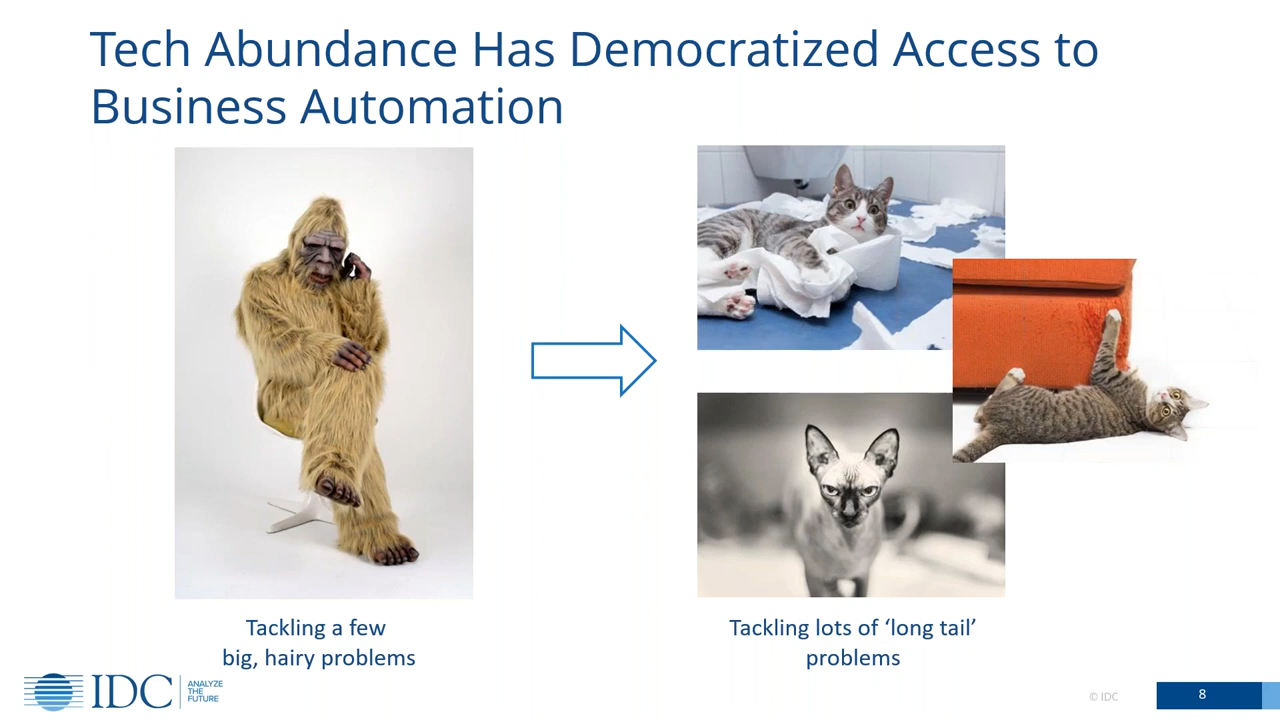 Tech Abundance Has Democratized Access to
Business Automation
Tackling a few
big, hairy problems
Tackling lots of ‘long tail’
problems
IDC
ANALYZE
THE
FUTURE
© IDC
8